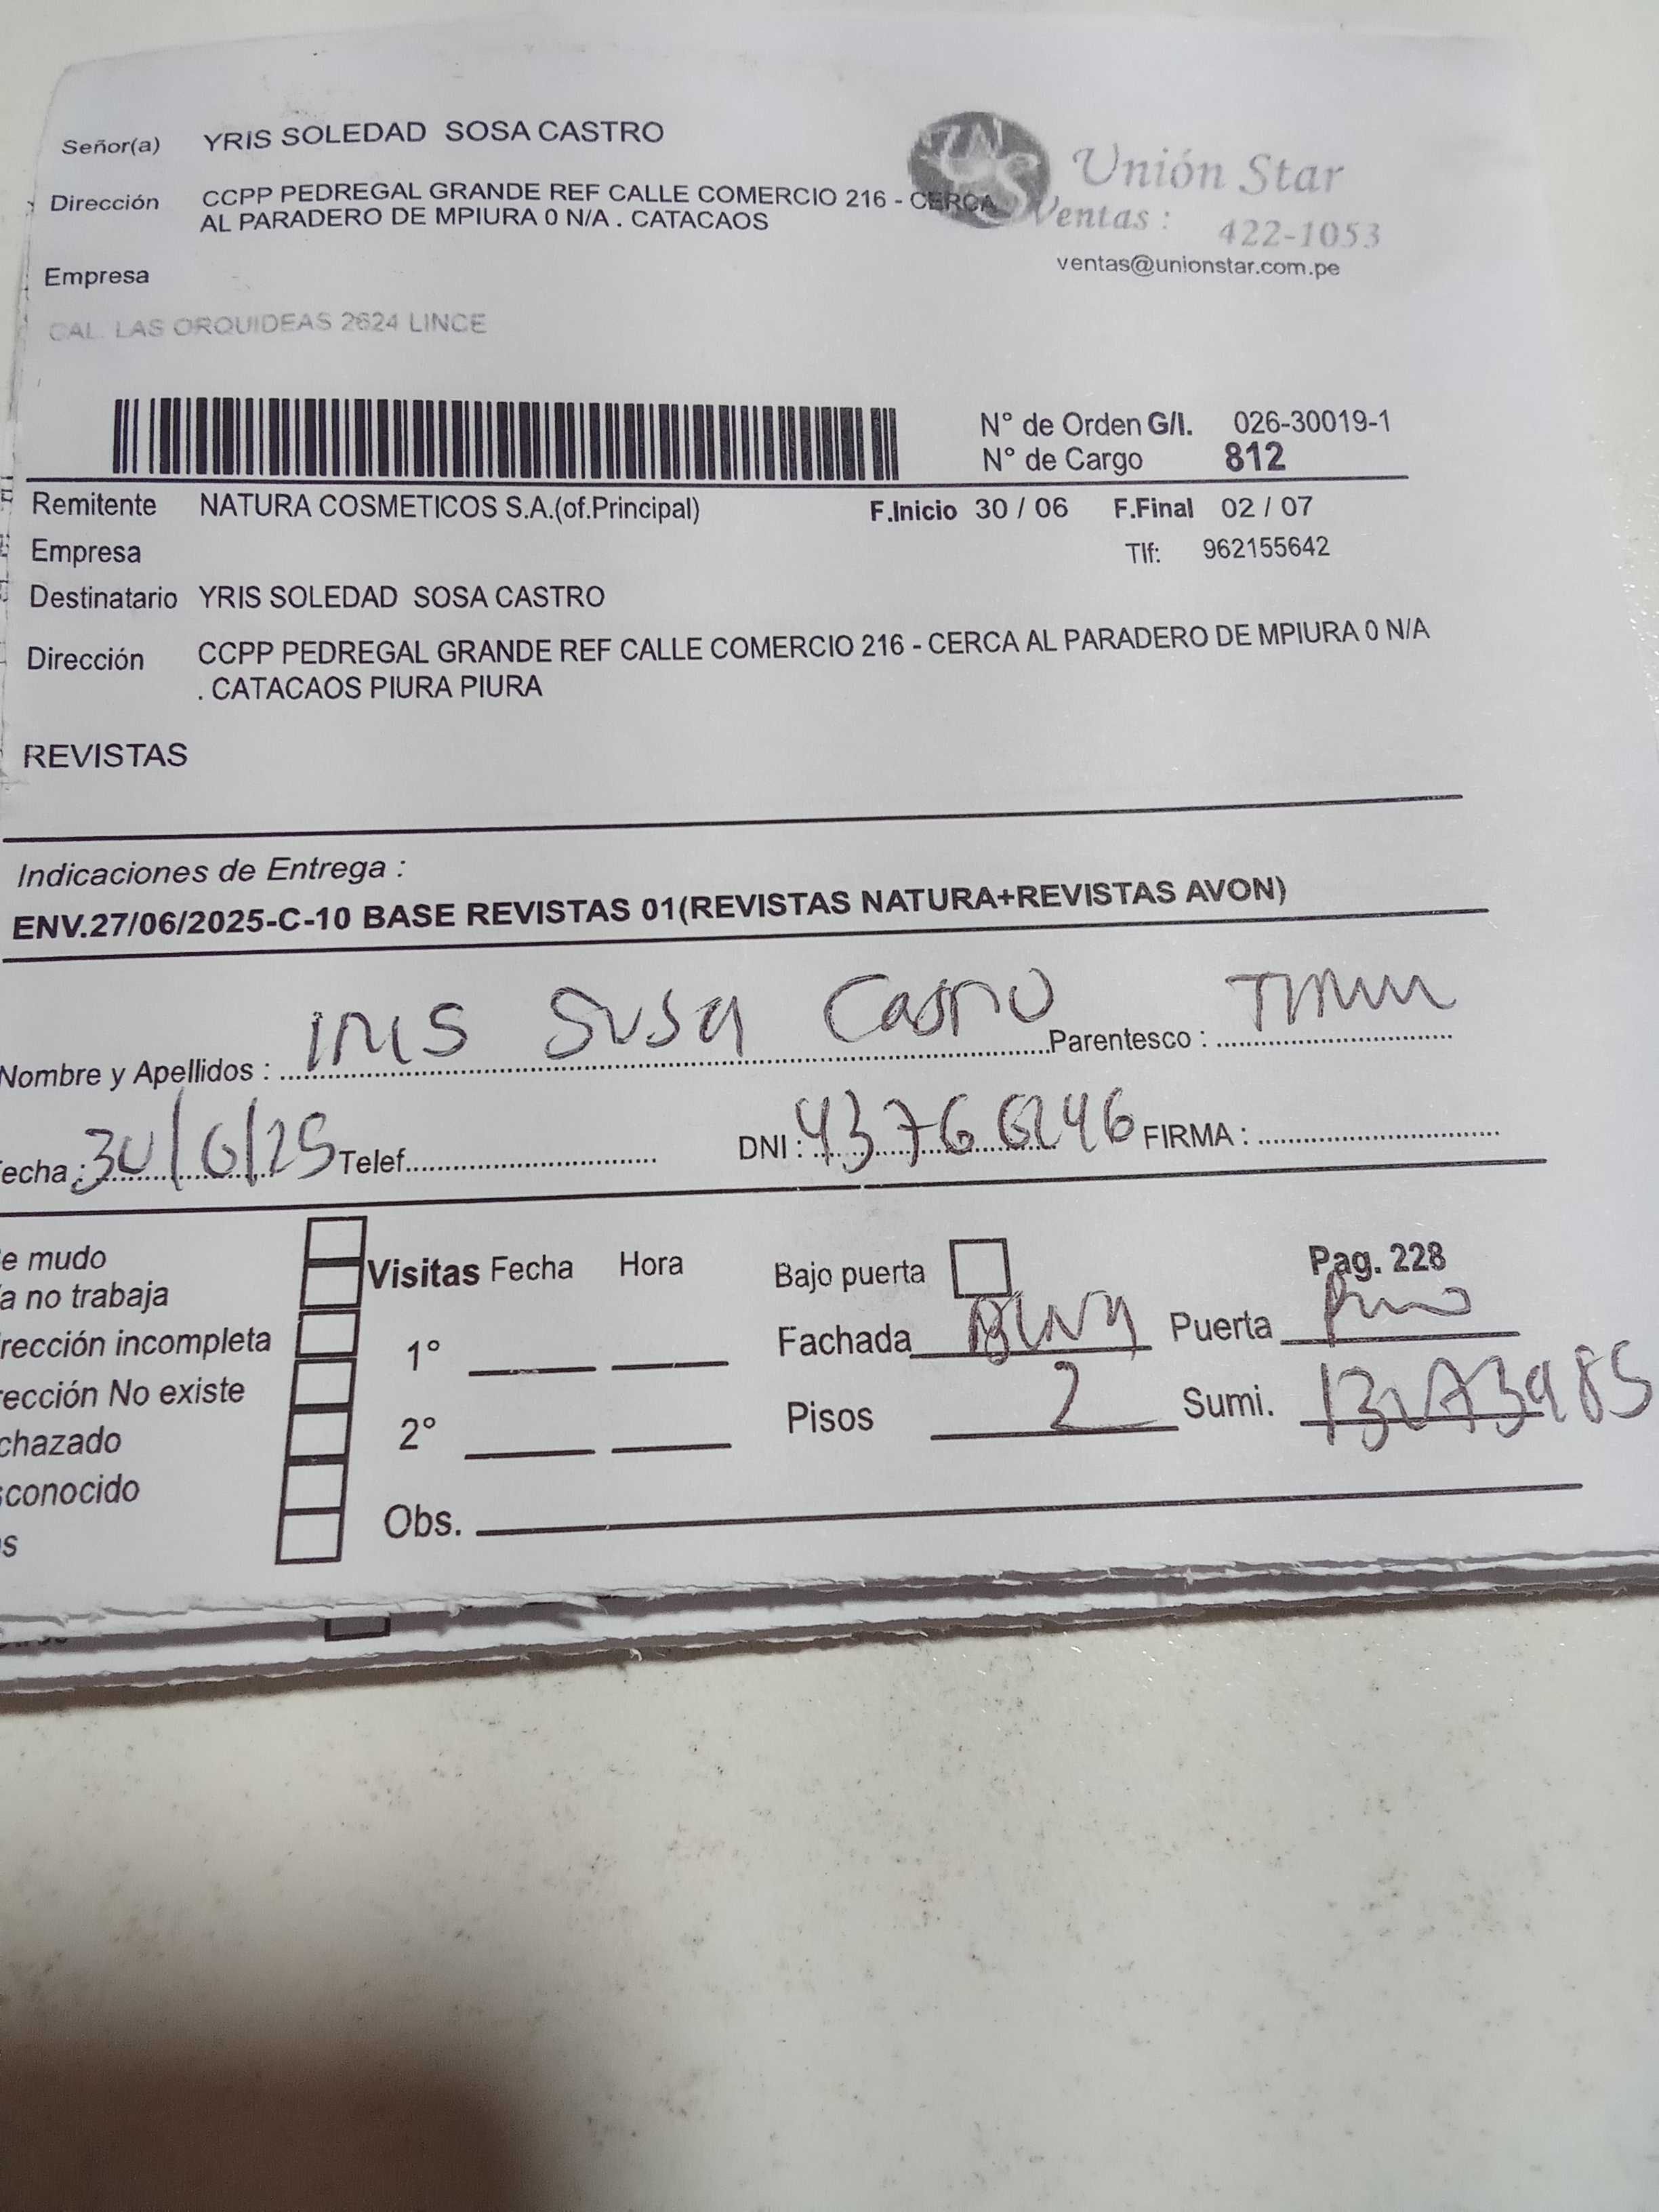 Señor(a) YRIS SOLEDAD SOSA CASTRO
Dirección CCPP PEDREGAL GRANDE REF CALLE COMERCIO 216 - CERCA
AL PARADERO DE MPIURA 0 N/A . CATACAOS
Unión Star
Ventas : 422-1053
ventas@unionstar.com.pe
Empresa
CAL. LAS ORQUIDEAS 2624 LINCE
N° de Orden G/I. 026-30019-1
N° de Cargo 812
Remitente NATURA COSMETICOS S.A.(of.Principal) F.Inicio 30 / 06 F.Final 02 / 07
Empresa Tlf: 962155642
Destinatario YRIS SOLEDAD SOSA CASTRO
Dirección CCPP PEDREGAL GRANDE REF CALLE COMERCIO 216 - CERCA AL PARADERO DE MPIURA 0 N/A
. CATACAOS PIURA PIURA
REVISTAS
Indicaciones de Entrega :
ENV.27/06/2025-C-10 BASE REVISTAS 01(REVISTAS NATURA+REVISTAS AVON)
Nombre y Apellidos : IRIS SOSA Castro Parentesco :
echa : 30/6/25 Telef. DNI : FIRMA :
e mudo Visitas Fecha Hora Bajo puerta Pag. 228
a no trabaja
rección incompleta 1° Fachada Puerta
ección No existe Pisos 2 Sumi.
chazado 2°
conocido
s Obs.